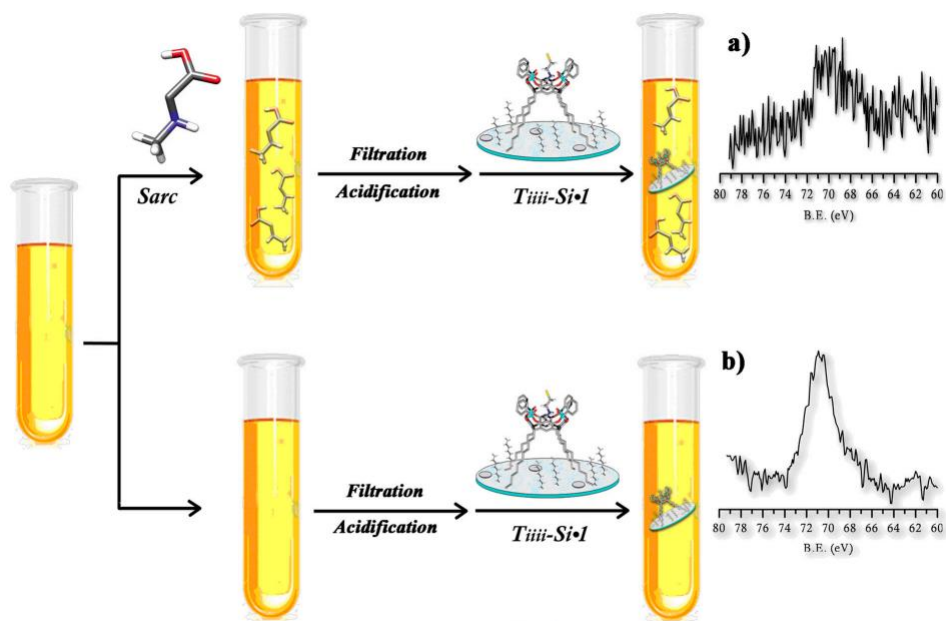 a)
80 78 76 74 72 70 68 66 64 62 60
B.E. (eV)
Sarc
Filtration
Acidification
Tiiii-Si•1
b)
80 78 76 74 72 70 68 66 64 62 60
B.E. (eV)
Filtration
Acidification
Tiiii-Si•1